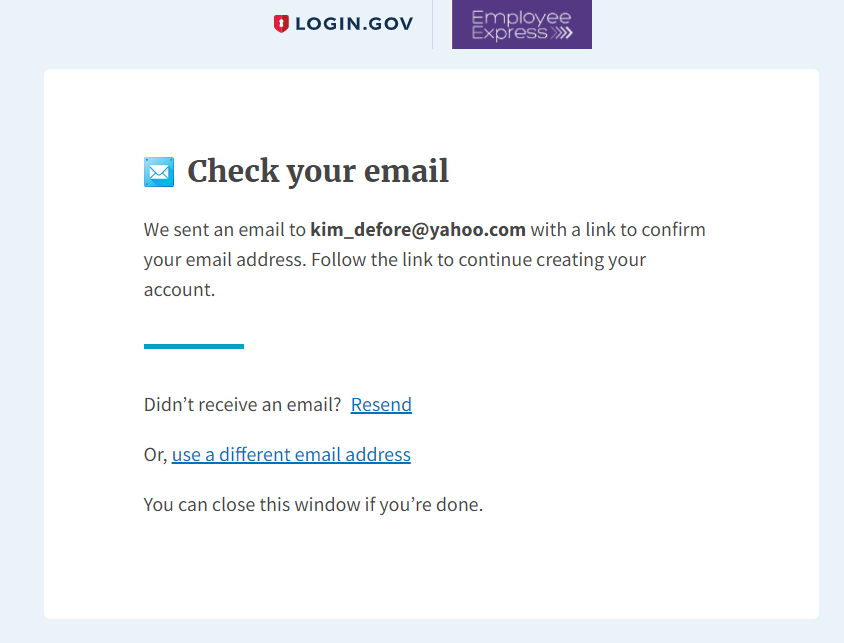 LOGIN.GOV
Employee
Express
Check your email
We sent an email to kim_defore@yahoo.com with a link to confirm
your email address. Follow the link to continue creating your
account.
Didn’t receive an email? Resend
Or, use a different email address
You can close this window if you’re done.